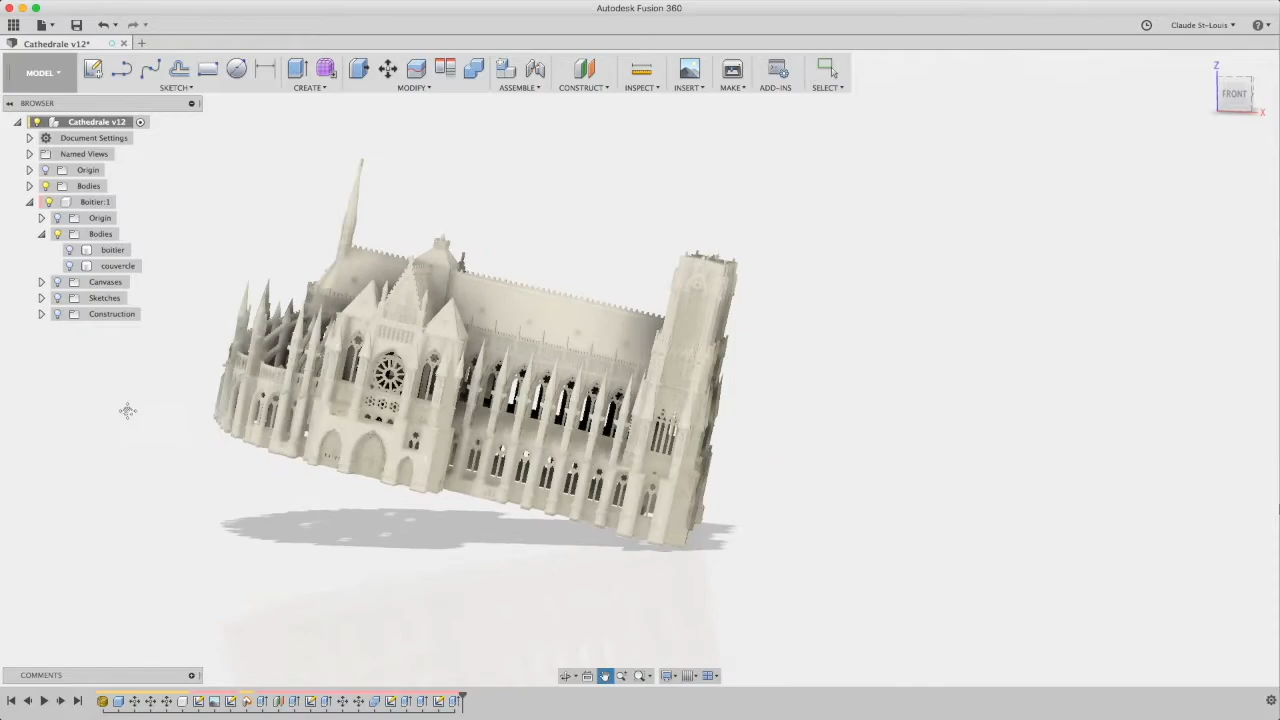 Autodesk Fusion 360
Claude St-Louis
Cathedrale v12*
MODEL
SKETCH CREATE MODIFY ASSEMBLE CONSTRUCT INSPECT INSERT MAKE ADD-INS SELECT
Z
FRONT
X
BROWSER
Cathedrale v12
Document Settings
Named Views
Origin
Bodies
Boitier:1
Origin
Bodies
boitier
couvercle
Canvases
Sketches
Construction
COMMENTS